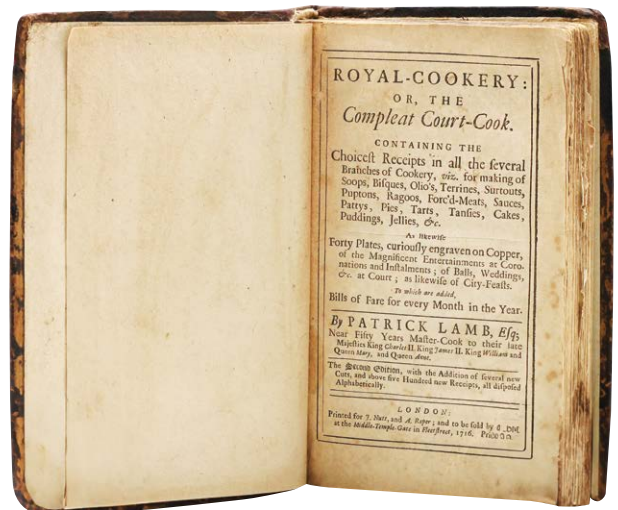 ROYAL-COOKERY:
OR, THE
Compleat Court-Cook.
CONTAINING THE
Choiceſt Receipts in all the ſeveral
Branches of Cookery, viz. for making of
Soops, Biſques, Olio's, Terrines, Surtouts,
Puptons, Ragoos, Forc'd-Meats, Sauces,
Pattys, Pies, Tarts, Tanſies, Cakes,
Puddings, Jellies, &c.
As likewiſe
Forty Plates, curiouſly engraven on Copper,
of the Magnificent Entertainments at Coro-
nations and Inſtalments; of Balls, Weddings,
&c. at Court; as likewiſe of City-Feaſts.
To which are added,
Bills of Fare for every Month in the Year.
By PATRICK LAMB, Eſq;
Near Fifty Years Maſter-Cook to their late
Majeſties King Charles II. King James II. King William and
Queen Mary, and Queen Anne.
The Second Edition, with the Addition of ſeveral new
Cuts, and above five Hundred new Receipts, all diſpoſed
Alphabetically.
LONDON:
Printed for J. Nutt, and A. Roper; and to be ſold by
at the Middle-Temple-Gate in Fleetſtreet, 1716. Price